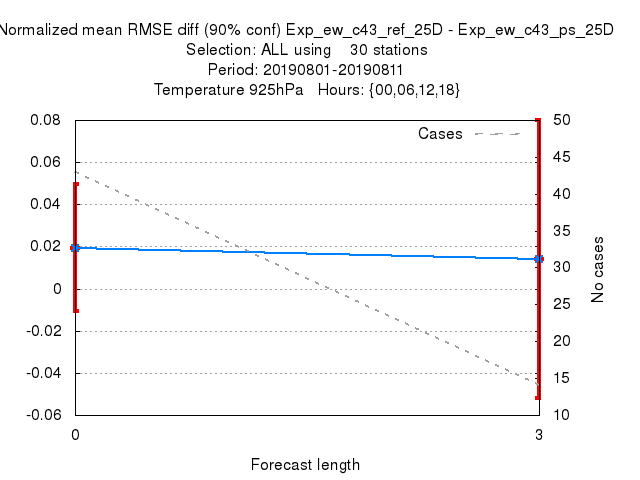 Normalized mean RMSE diff (90% conf) Exp_ew_c43_ref_25D - Exp_ew_c43_ps_25D
Selection: ALL using    30 stations
Period: 20190801-20190811
Temperature 925hPa   Hours: {00,06,12,18}
0.08
0.06
0.04
0.02
0
-0.02
-0.04
-0.06
Cases
50
45
40
35
30
25
20
15
10
No cases
0
3
Forecast length